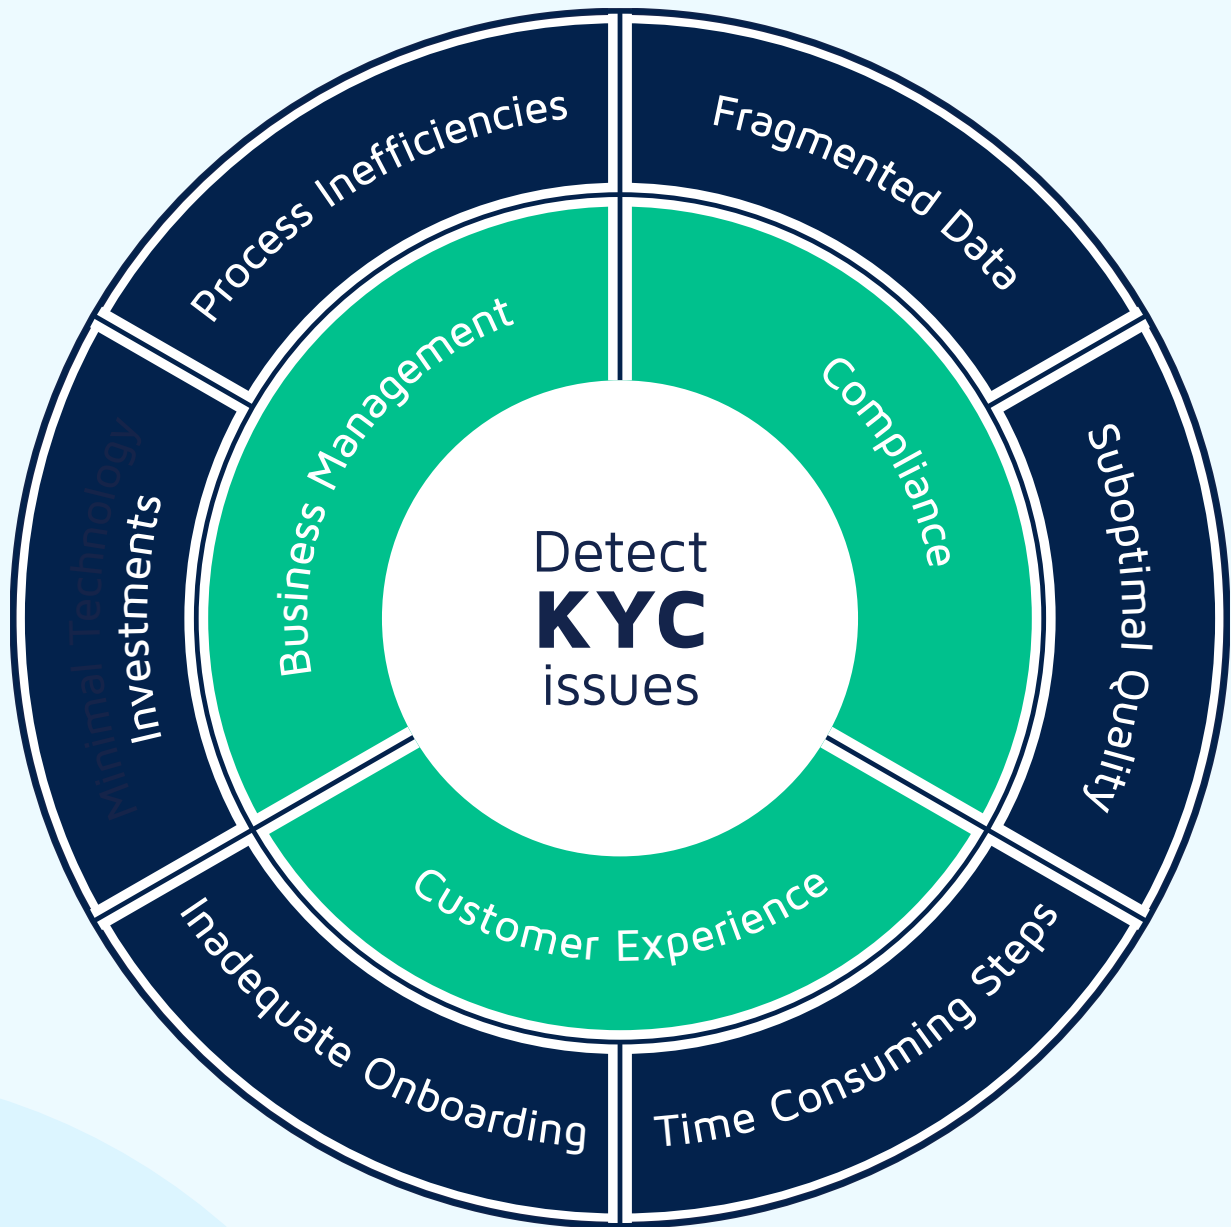 Process Inefficiencies
Fragmented Data
Business Management
Compliance
Minimal Technology
Investments
Suboptimal Quality
Detect
KYC
issues
Customer Experience
Inadequate Onboarding
Time Consuming Steps